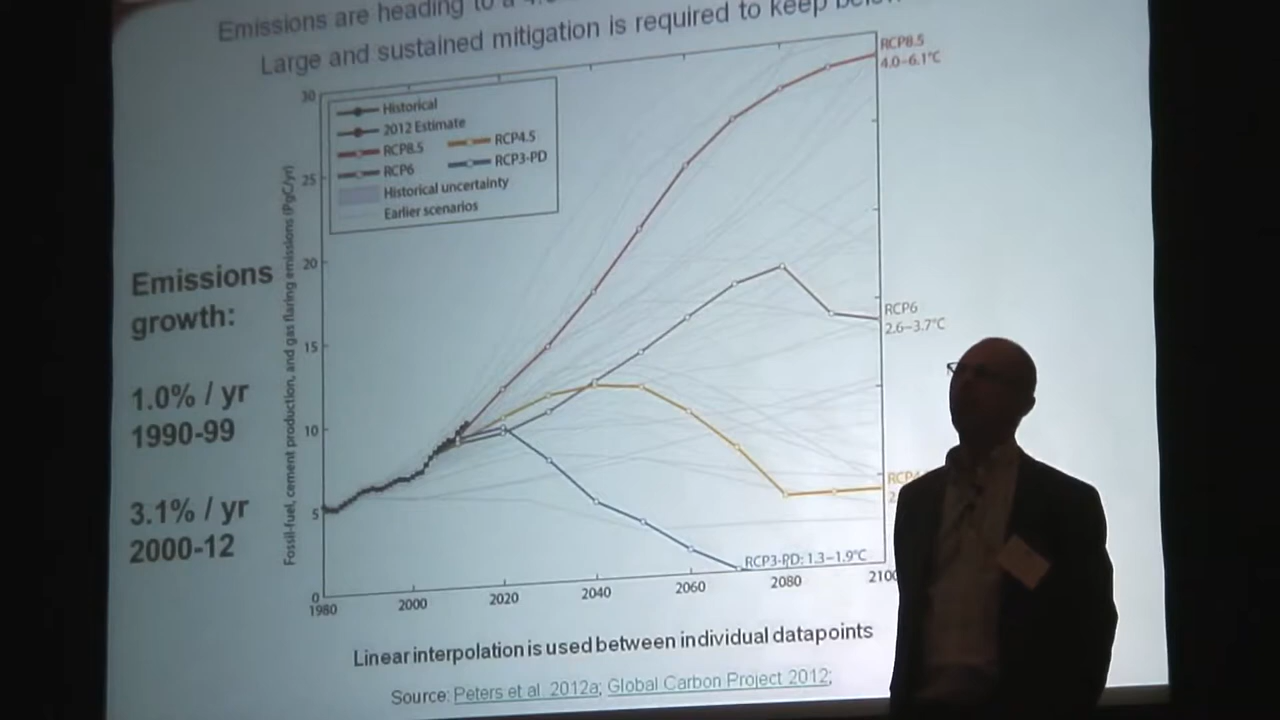 Emissions are heading to a
Large and sustained mitigation is required to keep
RCP8.5
4.0–6.1°C
30
Historical
2012 Estimate
RCP8.5
RCP4.5
RCP6
RCP3-PD
Historical uncertainty
Earlier scenarios
25
20
15
10
5
0
Fossil-fuel, cement production, and gas flaring emissions (PgC/yr)
Emissions
growth:
1.0% / yr
1990-99
3.1% / yr
2000-12
RCP6
2.6–3.7°C
RCP3-PD: 1.3–1.9°C
1980
2000
2020
2040
2060
2080
2100
Linear interpolation is used between individual datapoints
Source: Peters et al. 2012a; Global Carbon Project 2012;